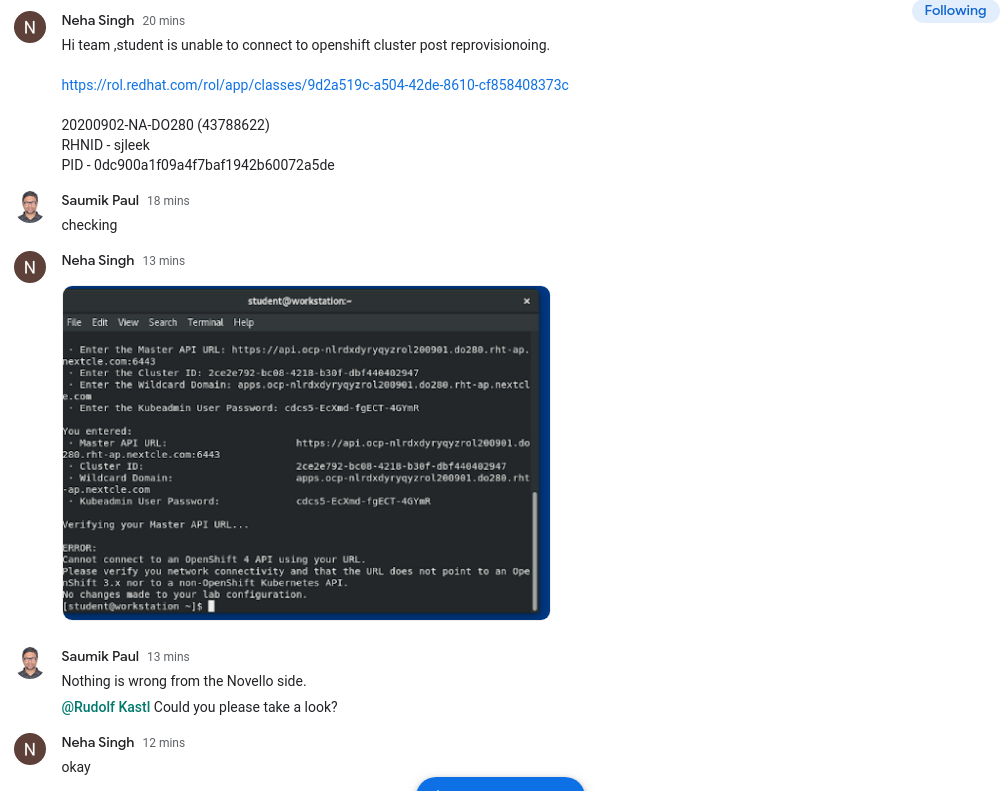 Following
N
Neha Singh 20 mins
Hi team ,student is unable to connect to openshift cluster post reprovisionoing.
https://rol.redhat.com/rol/app/classes/9d2a519c-a504-42de-8610-cf858408373c
20200902-NA-DO280 (43788622)
RHNID - sjleek
PID - 0dc900a1f09a4f7baf1942b60072a5de
Saumik Paul 18 mins
checking
N
Neha Singh 13 mins
student@workstation:~ ×
File Edit View Search Terminal Help
· Enter the Master API URL: https://api.ocp-nlrdxdyryqyzrol200901.do280.rht-ap.
nextcle.com:6443
· Enter the Cluster ID: 2ce2e792-bc08-4218-b30f-dbf440402947
· Enter the Wildcard Domain: apps.ocp-nlrdxdyryqyzrol200901.do280.rht-ap.nextcl
e.com
· Enter the Kubeadmin User Password: cdcs5-EcXmd-fgECT-4GYmR
You entered:
· Master API URL: https://api.ocp-nlrdxdyryqyzrol200901.do
280.rht-ap.nextcle.com:6443
· Cluster ID: 2ce2e792-bc08-4218-b30f-dbf440402947
· Wildcard Domain: apps.ocp-nlrdxdyryqyzrol200901.do280.rht
-ap.nextcle.com
· Kubeadmin User Password: cdcs5-EcXmd-fgECT-4GYmR
Verifying your Master API URL...
ERROR:
Cannot connect to an OpenShift 4 API using your URL.
Please verify you network connectivity and that the URL does not point to an Ope
nShift 3.x nor to a non-OpenShift Kubernetes API.
No changes made to your lab configuration.
[student@workstation ~]$
Saumik Paul 13 mins
Nothing is wrong from the Novello side.
@Rudolf Kastl Could you please take a look?
N
Neha Singh 12 mins
okay